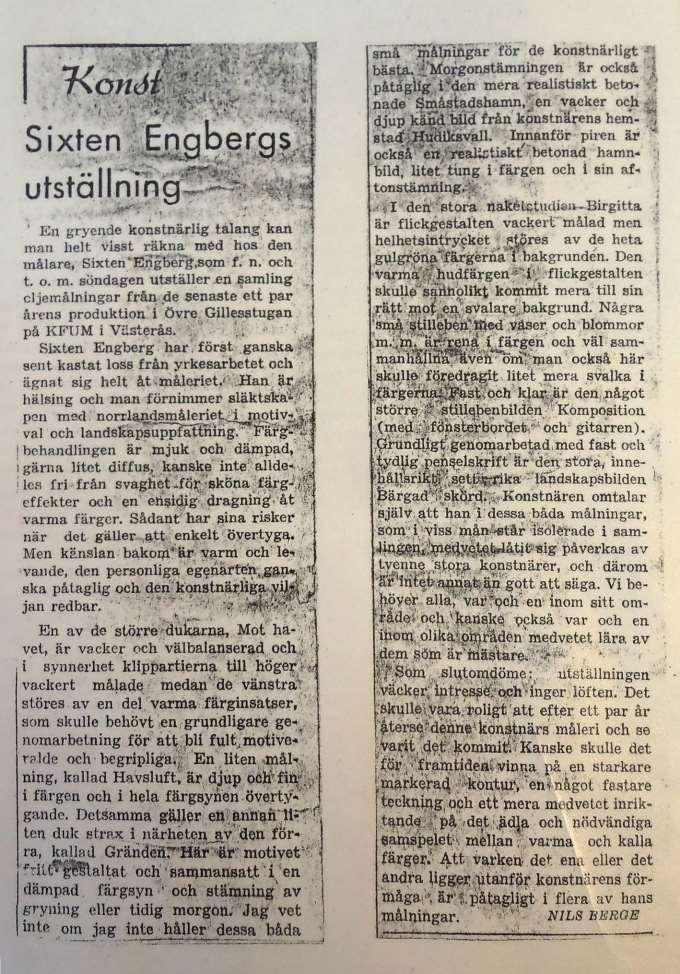 Konst
Sixten Engbergs
utställning
En gryende konstnärlig talang kan
man helt visst räkna med hos den
målare, Sixten Engberg,som f. n. och
t. o. m. söndagen utställer en samling
cljemålningar från de senaste ett par
årens produktion i Övre Gillesstugan
på KFUM i Västerås.
Sixten Engberg har först ganska
sent kastat loss från yrkesarbetet och
ägnat sig helt åt måleriet. Han är
hälsing och man förnimmer släktska-
pen med norrlandsmåleriet i motiv-
val och landskapsuppfattning. Färg-
behandlingen är mjuk och dämpad,
gärna litet diffus, kanske inte allde-
les fri från svaghet för sköna färg-
effekter och en ensidig dragning åt
varma färger. Sådant har sina risker
när det gäller att enkelt övertyga.
Men känslan bakom är varm och le-
vande, den personliga egenarten gan-
ska påtaglig och den konstnärliga vil-
jan redbar.
En av de större dukarna, Mot ha-
vet, är vacker och välbalanserad och
i synnerhet klippartierna till höger
vackert målade medan de vänstra
störes av en del varma färginsatser,
som skulle behövt en grundligare ge-
nomarbetning för att bli fult motive-
ralde och begripliga. En liten mål-
ning, kallad Havsluft, är djup och fin
i färgen och i hela färgsynen överty-
gande. Detsamma gäller en annan li-
ten duk strax i närheten av den för-
ra, kallad Gränden. Här är motivet
fritt gestaltat och sammansatt i en
dämpad färgsyn och stämning av
gryning eller tidig morgon. Jag vet
inte om jag inte håller dessa båda
små målningar för de konstnärligt
bästa. Morgonstämningen är också
påtaglig i den mera realistiskt beto-
nade Småstadshamn, en vacker och
djup känd bild från konstnärens hem-
stad Hudiksvall. Innanför piren är
också en realistiskt betonad hamn-
bild, litet tung i färgen och i sin af-
tonstämning.
I den stora nakelstudien Birgitta
är flickgestalten vackert målad men
helhetsintrycket störes av de heta
gulgröna färgerna i bakgrunden. Den
varma hudfärgen i flickgestalten
skulle sannolikt kommit mera till sin
rätt mot en svalare bakgrund. Några
små stilleben med vaser och blommor
m. m. är rena i färgen och väl sam-
manhållna även om man också här
skulle föredragit litet mera svalka i
färgerna. Fast och klar är den något
större stillebenbilden Komposition
(med fönsterbordet och gitarren).
Grundligt genomarbetad med fast och
tydlig penselskrift är den stora, inne-
hållsrikt sett rika landskapsbilden
Bärgad skörd. Konstnären omtalar
själv att han i dessa båda målningar,
som i viss mån står isolerade i sam-
lingen, medvetet låtit sig påverkas av
tvenne stora konstnärer, och därom
är intet annat än gott att säga. Vi be-
höver alla, var och en inom sitt om-
råde och kanske också var och en
inom olika områden medvetet lära av
dem som är mästare.
Som slutomdöme: utställningen
väcker intresse och inger löften. Det
skulle vara roligt att efter ett par år
återse denne konstnärs måleri och se
varit det kommit. Kanske skulle det
för framtiden vinna på en starkare
markerad kontur, en något fastare
teckning och ett mera medvetet inrik-
tande på det ädla och nödvändiga
samspelet mellan varma och kalla
färger. Att varken det ena eller det
andra ligger utanför konstnärens för-
måga är påtagligt i flera av hans
målningar. NILS BERGE